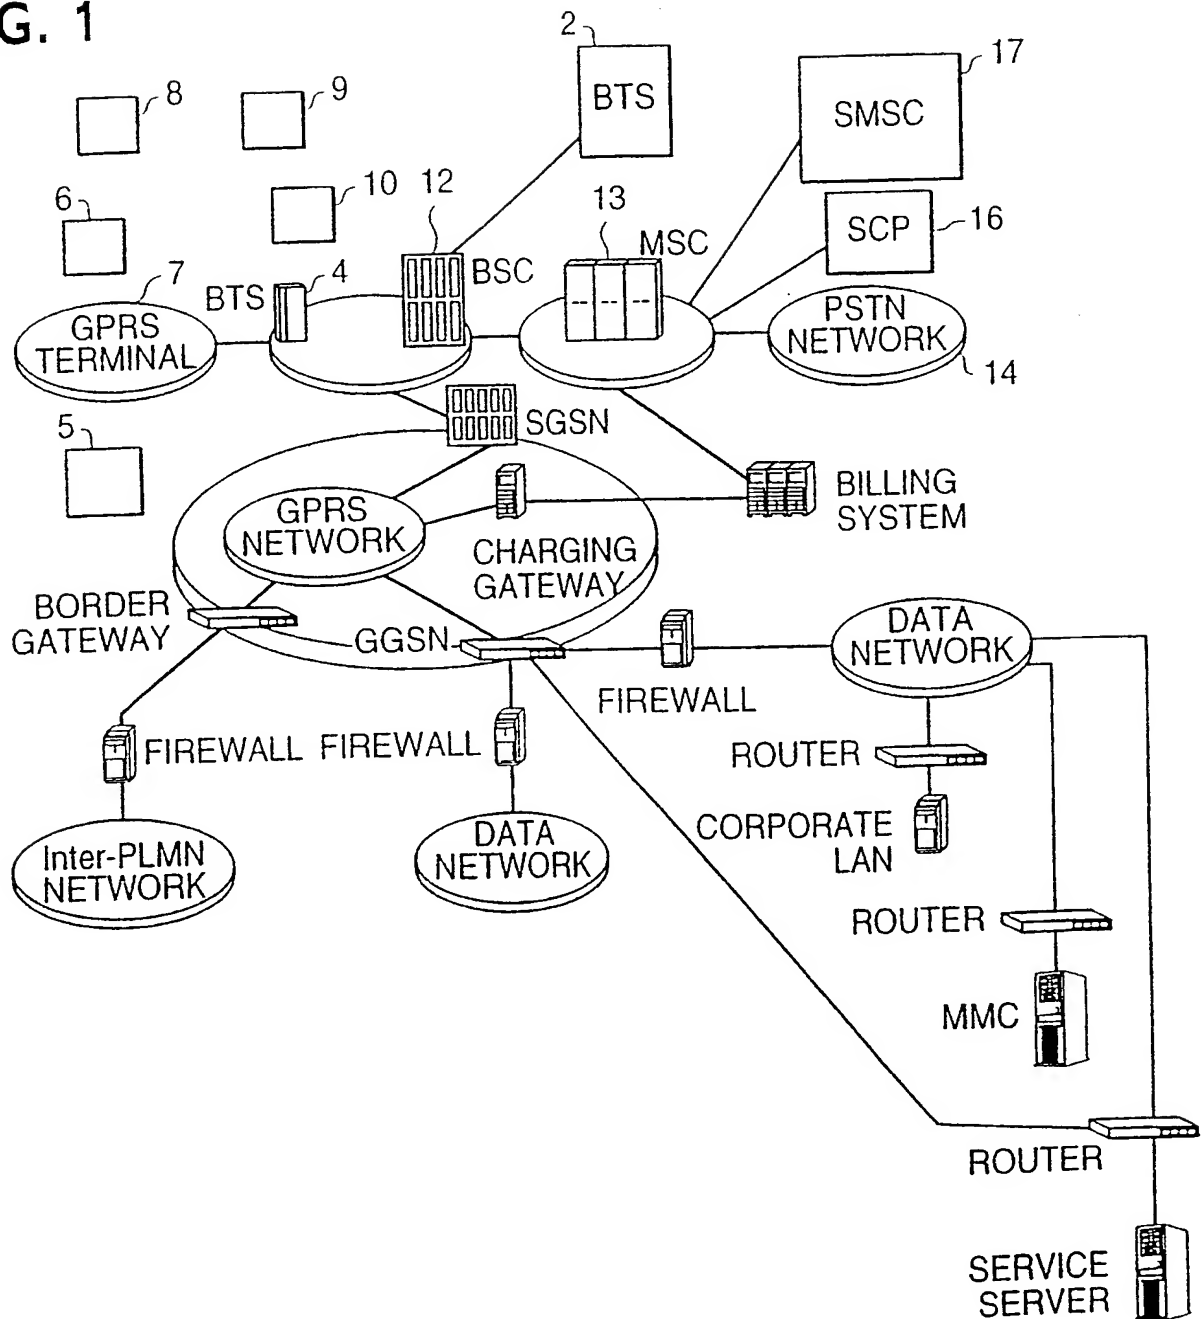 G. 1
2
BTS
17
SMSC
8
9
6
10
12
13
MSC
SCP
16
7
BTS
4
BSC
GPRS
TERMINAL
PSTN
NETWORK
14
5
SGSN
GPRS
NETWORK
CHARGING
GATEWAY
BILLING
SYSTEM
BORDER
GATEWAY
GGSN
DATA
NETWORK
FIREWALL
FIREWALL
FIREWALL
ROUTER
CORPORATE
LAN
Inter-PLMN
NETWORK
DATA
NETWORK
ROUTER
MMC
ROUTER
SERVICE
SERVER